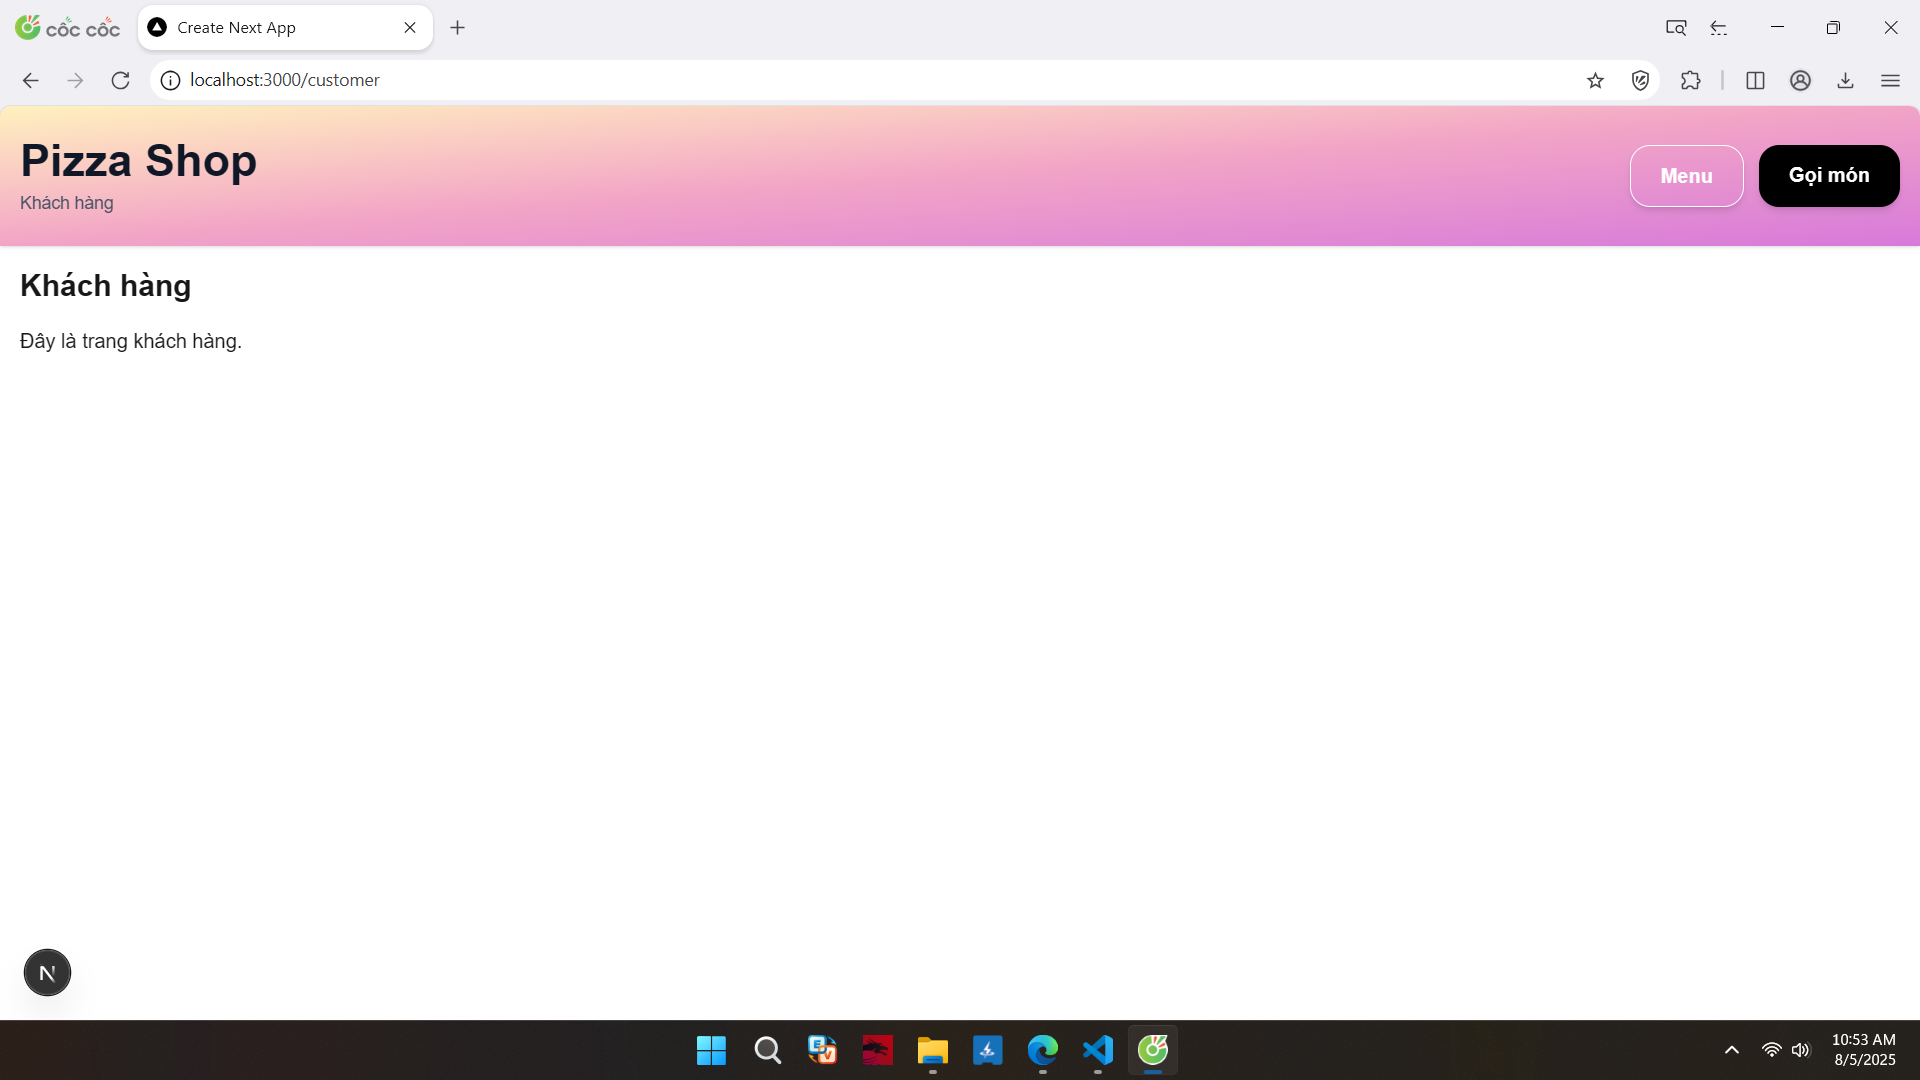 cốc cốc
Create Next App
localhost:3000/customer
Pizza Shop
Khách hàng
Menu
Gọi món
Khách hàng
Đây là trang khách hàng.
N
10:53 AM
8/5/2025